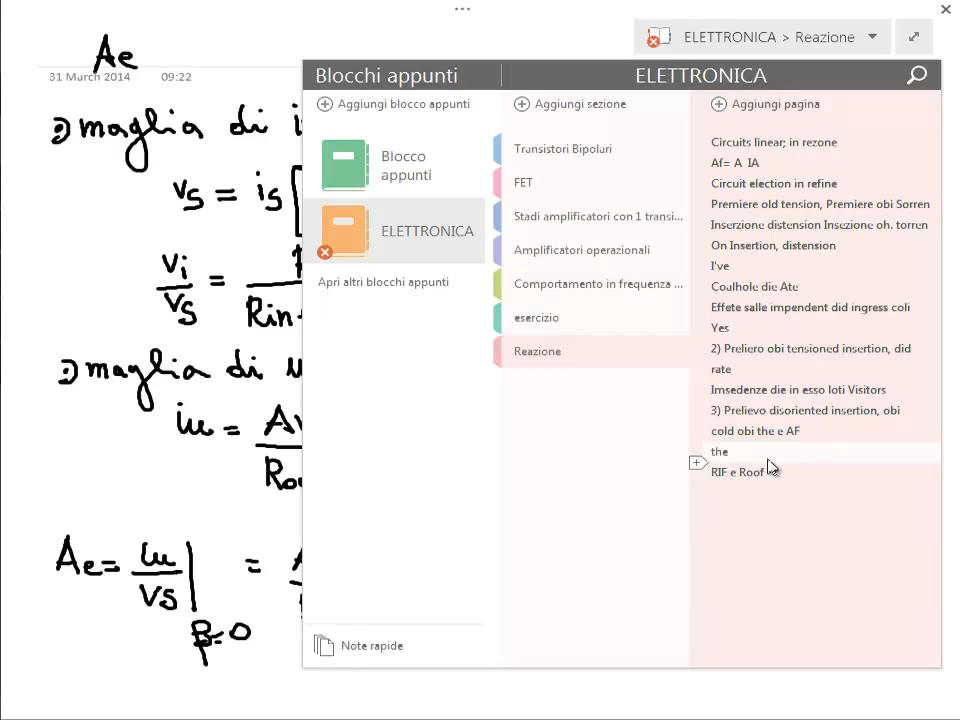 ELETTRONICA > Reazione
Ae
31 March 2014 09:22
maglia di i
vs = is [
vi/vs = Rin+
maglia di u
iu = Av / Rou
Ae = iu/vs | =
β=0
Blocchi appunti
Aggiungi blocco appunti
Blocco
appunti
ELETTRONICA
Apri altri blocchi appunti
Note rapide
ELETTRONICA
Aggiungi sezione
Transistori Bipoluri
FET
Stadi amplificatori con 1 transi...
Amplificatori operazionali
Comportamento in frequenza ...
esercizio
Reazione
Aggiungi pagina
Circuits linear; in rezone
Af= A IA
Circuit election in refine
Premiere old tension, Premiere obi Sorren
Inserzione distension Insezione oh. torren
On Insertion, distension
I've
Coalhole die Ate
Effete salle impendent did ingress coli
Yes
2) Preliero obi tensioned insertion, did
rate
Imsedenze die in esso loti Visitors
3) Prelievo disoriented insertion, obi
cold obi the e AF
the
RIF e Roof